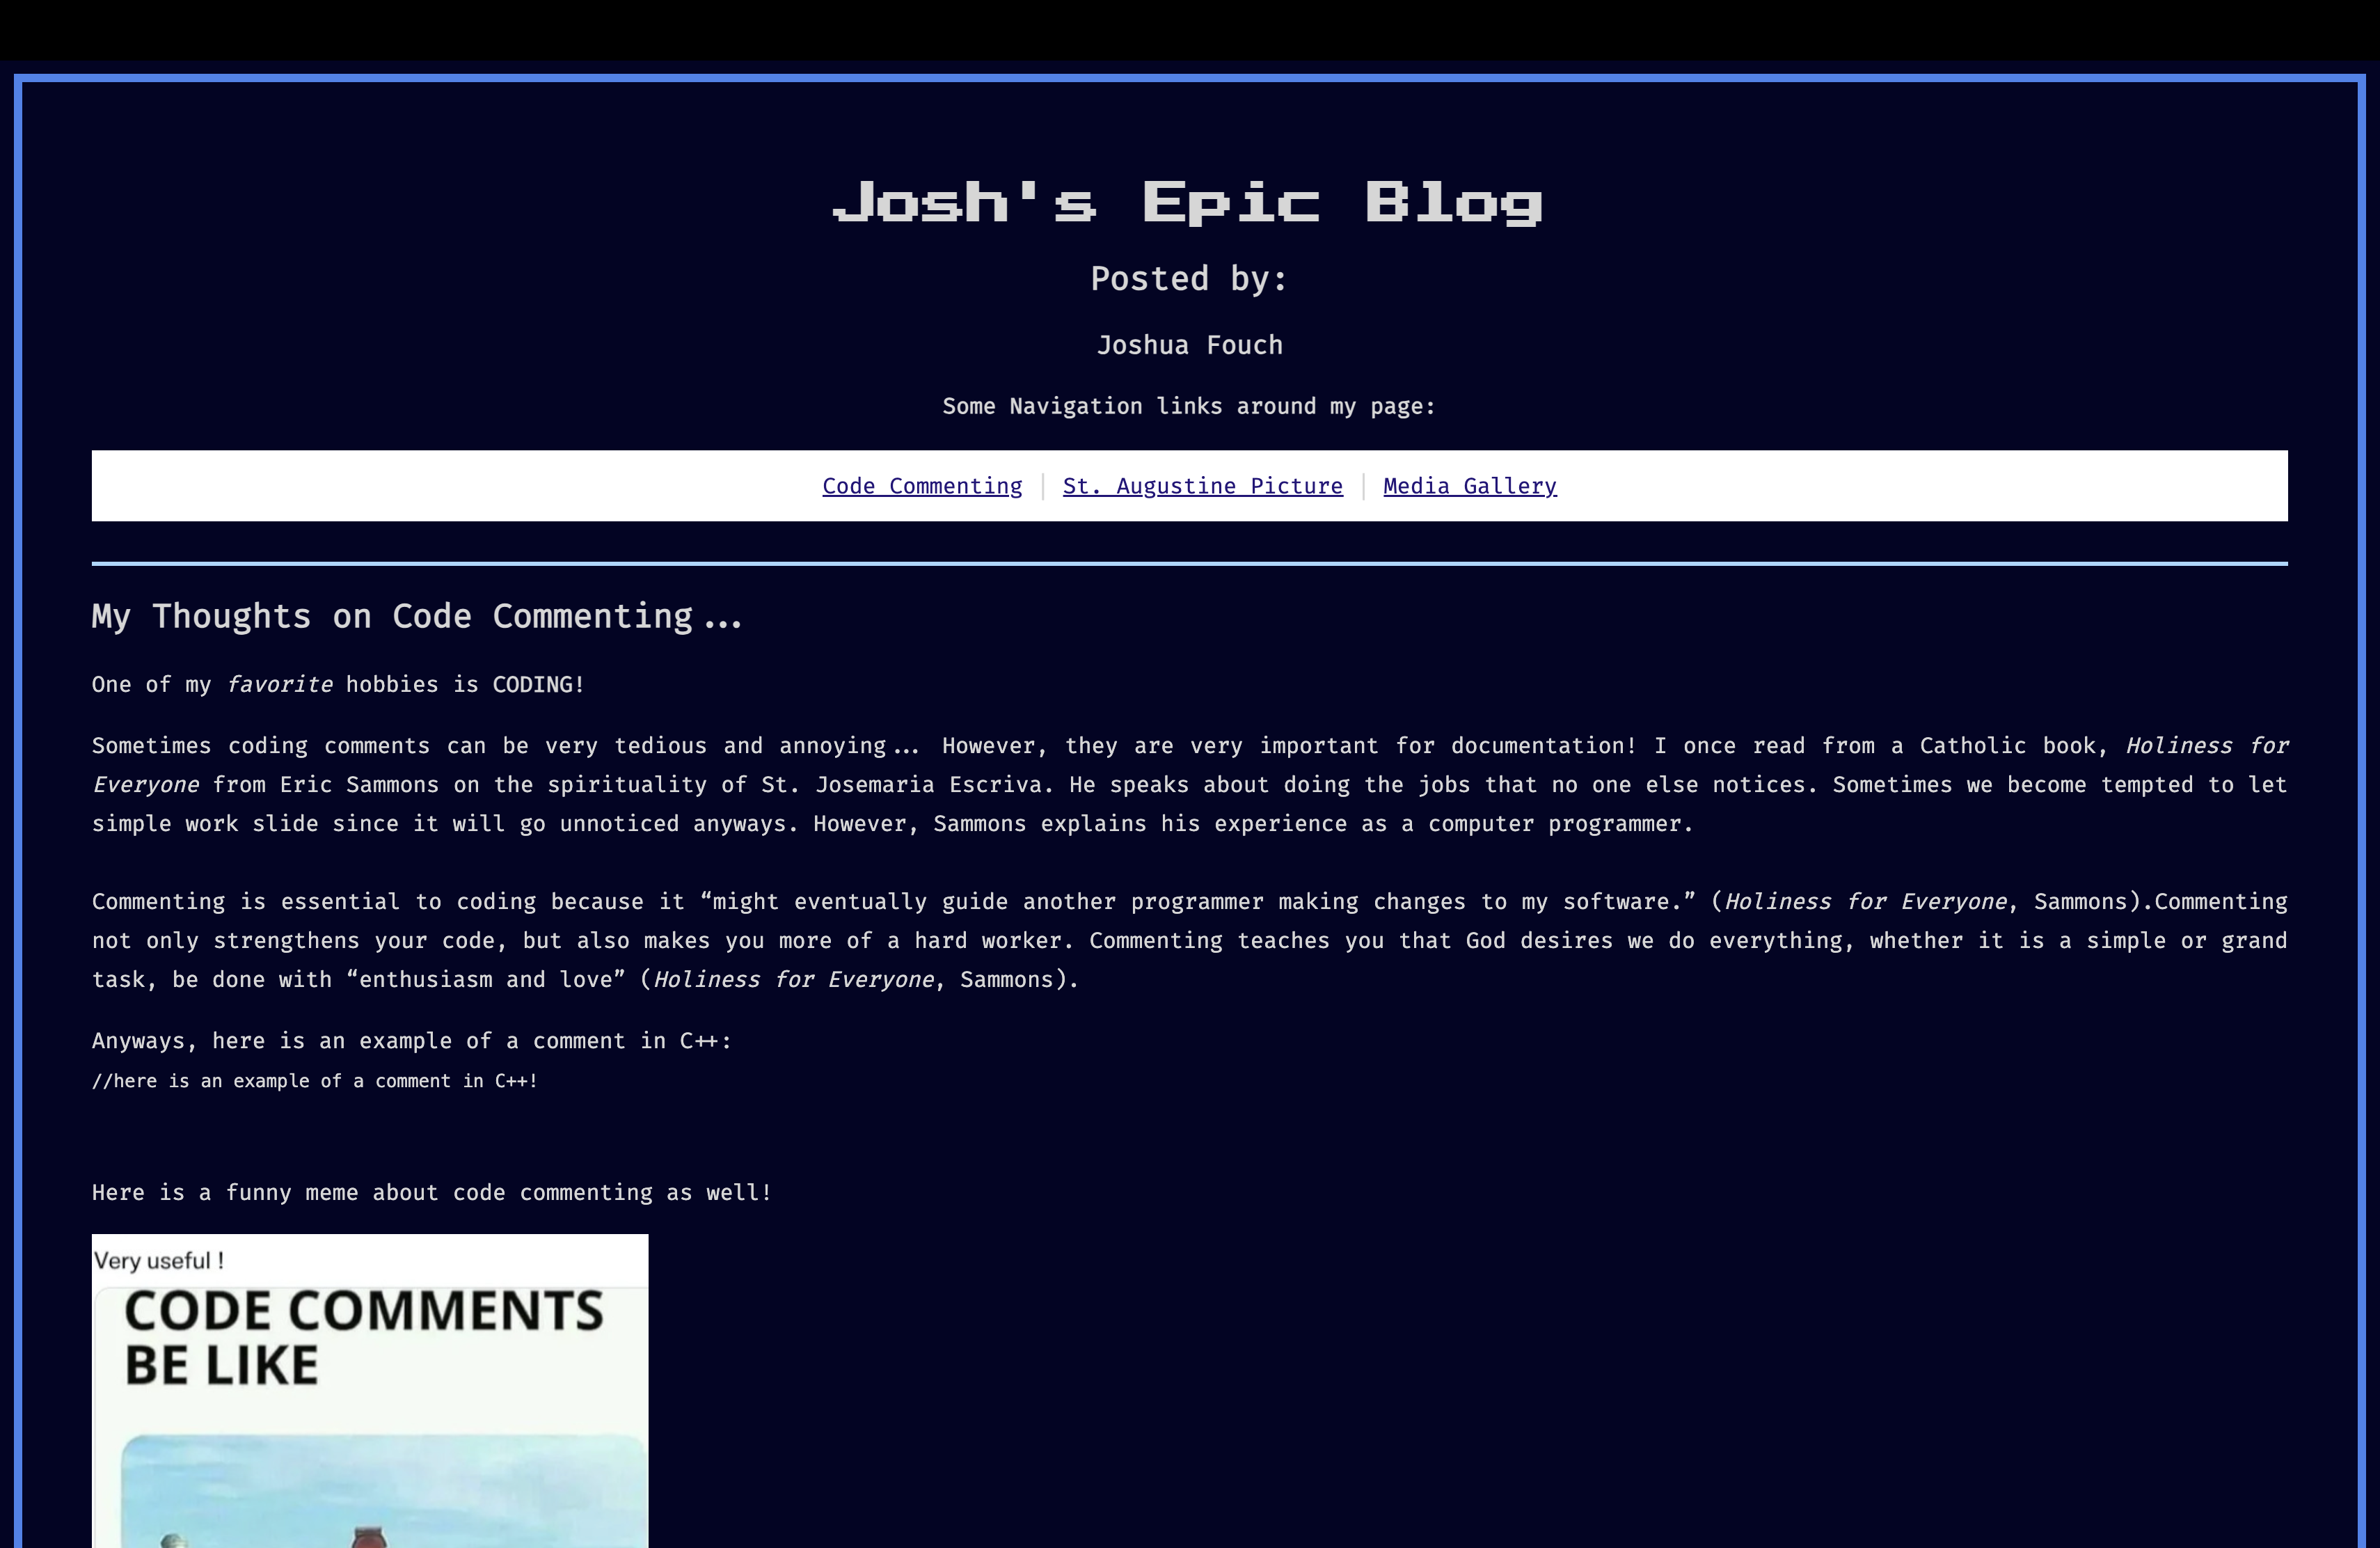 Josh's Epic Blog
Posted by:
Joshua Fouch
Some Navigation links around my page:
Code Commenting | St. Augustine Picture | Media Gallery
My Thoughts on Code Commenting...
One of my favorite hobbies is CODING!
Sometimes coding comments can be very tedious and annoying... However, they are very important for documentation! I once read from a Catholic book, Holiness for
Everyone from Eric Sammons on the spirituality of St. Josemaria Escriva. He speaks about doing the jobs that no one else notices. Sometimes we become tempted to let
simple work slide since it will go unnoticed anyways. However, Sammons explains his experience as a computer programmer.
Commenting is essential to coding because it “might eventually guide another programmer making changes to my software.” (Holiness for Everyone, Sammons).Commenting
not only strengthens your code, but also makes you more of a hard worker. Commenting teaches you that God desires we do everything, whether it is a simple or grand
task, be done with “enthusiasm and love” (Holiness for Everyone, Sammons).
Anyways, here is an example of a comment in C++:
//here is an example of a comment in C++!
Here is a funny meme about code commenting as well!
Very useful !
CODE COMMENTS
BE LIKE